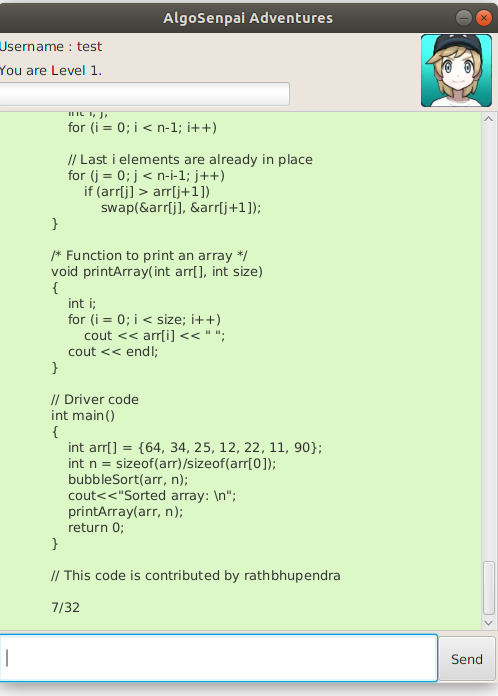 AlgoSenpai Adventures
Username : test
You are Level 1.
int i, j;
for (i = 0; i < n-1; i++)
// Last i elements are already in place
for (j = 0; j < n-i-1; j++)
if (arr[j] > arr[j+1])
swap(&arr[j], &arr[j+1]);
}
/* Function to print an array */
void printArray(int arr[], int size)
{
int i;
for (i = 0; i < size; i++)
cout << arr[i] << " ";
cout << endl;
}
// Driver code
int main()
{
int arr[] = {64, 34, 25, 12, 22, 11, 90};
int n = sizeof(arr)/sizeof(arr[0]);
bubbleSort(arr, n);
cout<<"Sorted array: \n";
printArray(arr, n);
return 0;
}
// This code is contributed by rathbhupendra
7/32
Send